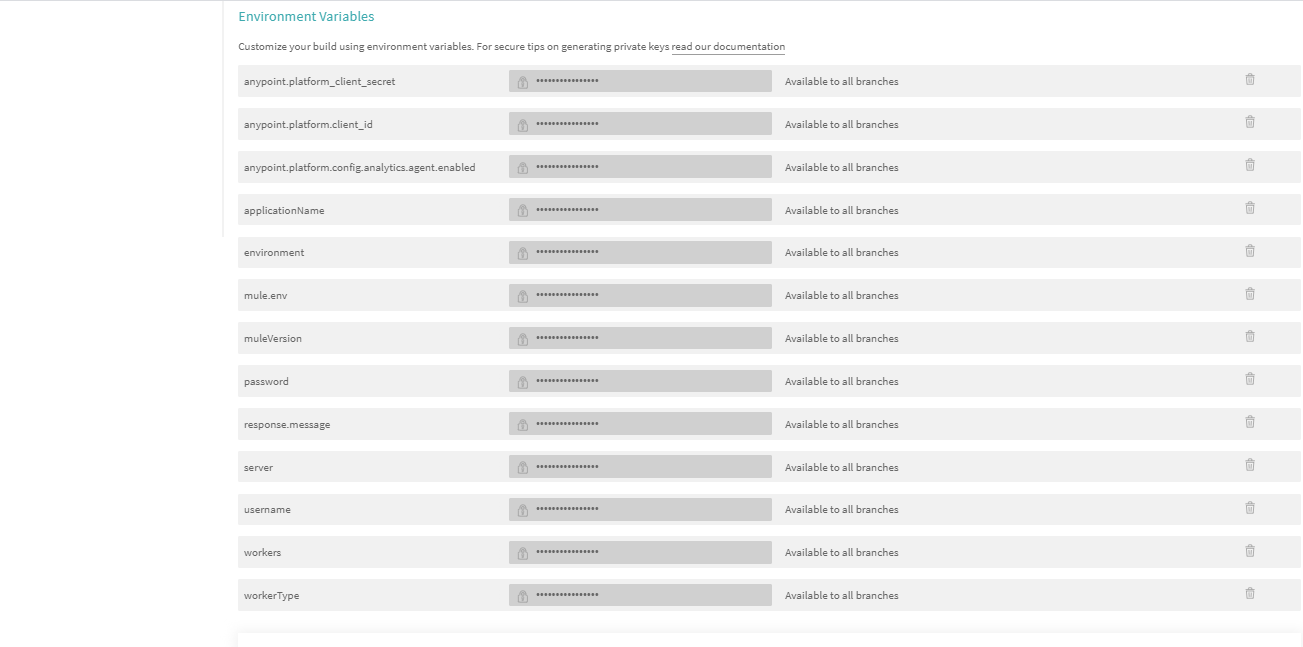 Environment Variables
Customize your build using environment variables. For secure tips on generating private keys read our documentation
anypoint.platform_client_secret •••••••••••••••• Available to all branches
anypoint.platform.client_id •••••••••••••••• Available to all branches
anypoint.platform.config.analytics.agent.enabled •••••••••••••••• Available to all branches
applicationName •••••••••••••••• Available to all branches
environment •••••••••••••••• Available to all branches
mule.env •••••••••••••••• Available to all branches
muleVersion •••••••••••••••• Available to all branches
password •••••••••••••••• Available to all branches
response.message •••••••••••••••• Available to all branches
server •••••••••••••••• Available to all branches
username •••••••••••••••• Available to all branches
workers •••••••••••••••• Available to all branches
workerType •••••••••••••••• Available to all branches